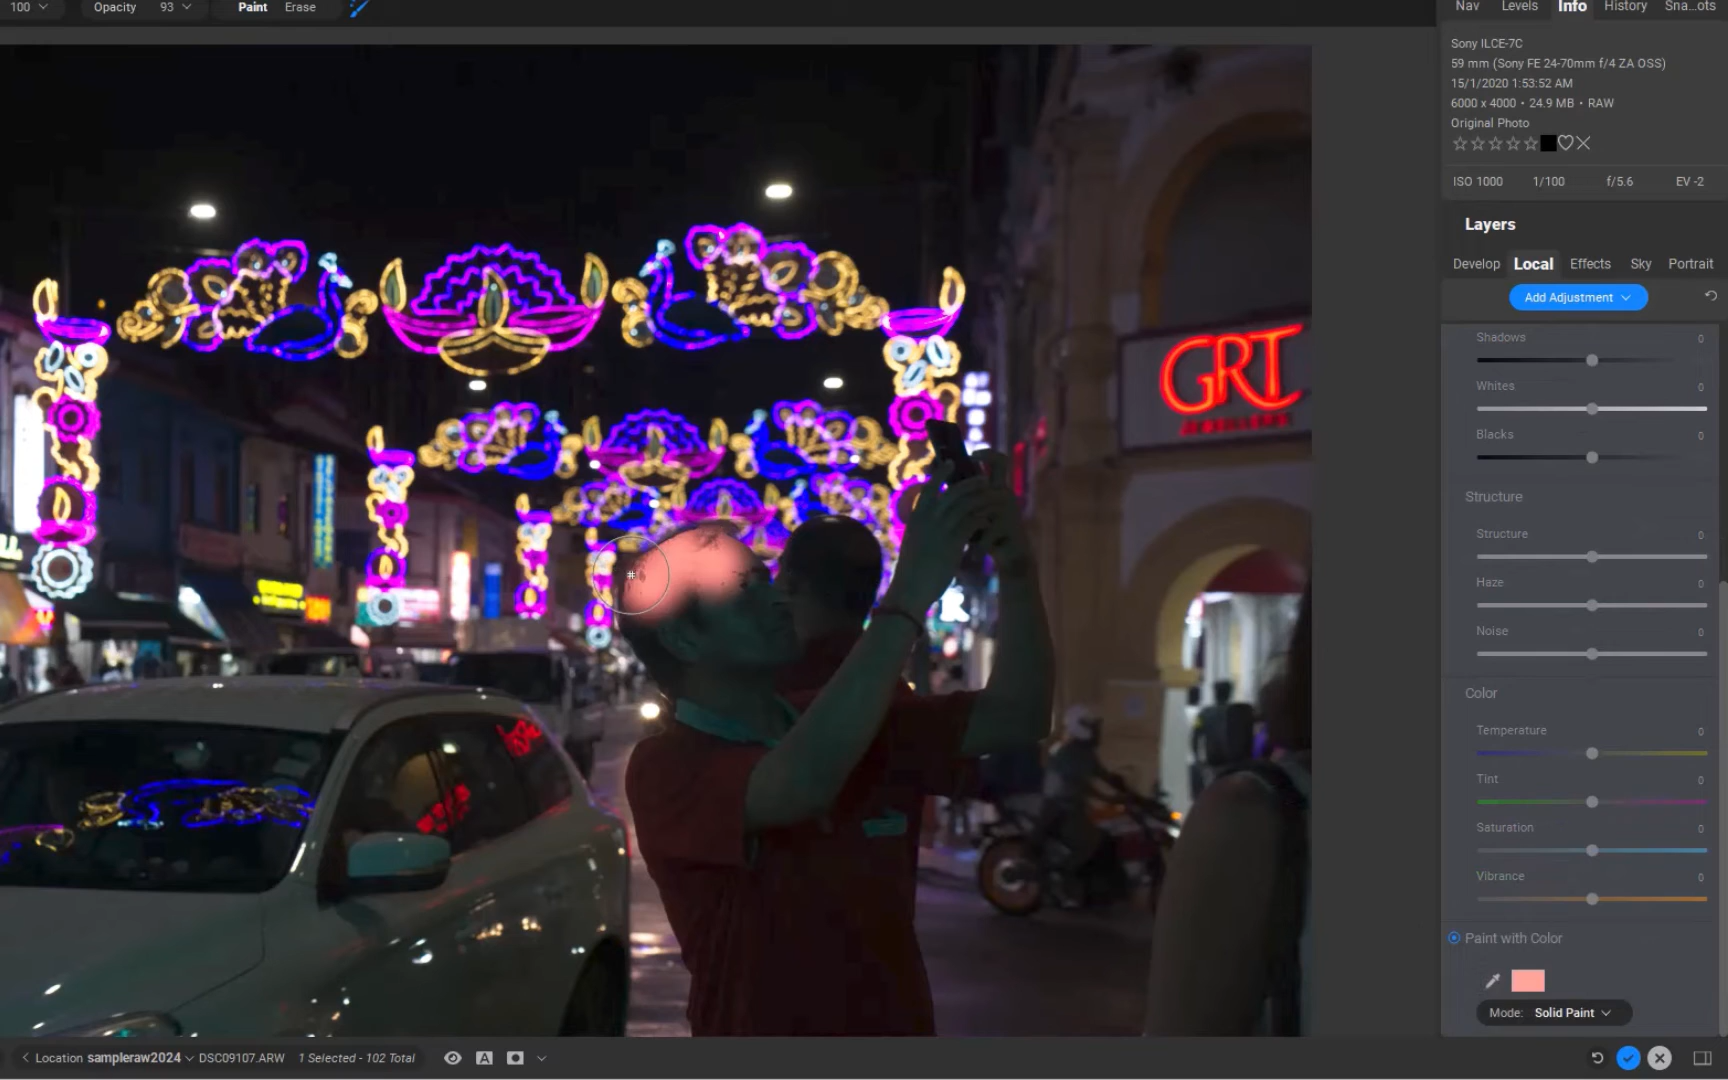 100 Opacity 93 Paint Erase
Nav Levels Info History Sna...ots
Sony ILCE-7C
59 mm (Sony FE 24-70mm f/4 ZA OSS)
15/1/2020 1:53:52 AM
6000 x 4000 • 24.9 MB • RAW
Original Photo
ISO 1000 1/100 f/5.6 EV -2
Layers
Develop Local Effects Sky Portrait
Add Adjustment
Shadows 0
Whites 0
Blacks 0
Structure
Structure 0
Haze 0
Noise 0
Color
Temperature 0
Tint 0
Saturation 0
Vibrance 0
Paint with Color
Mode: Solid Paint
GRT
JEWELLERS
Location sampleraw2024 DSC09107.ARW 1 Selected - 102 Total
A